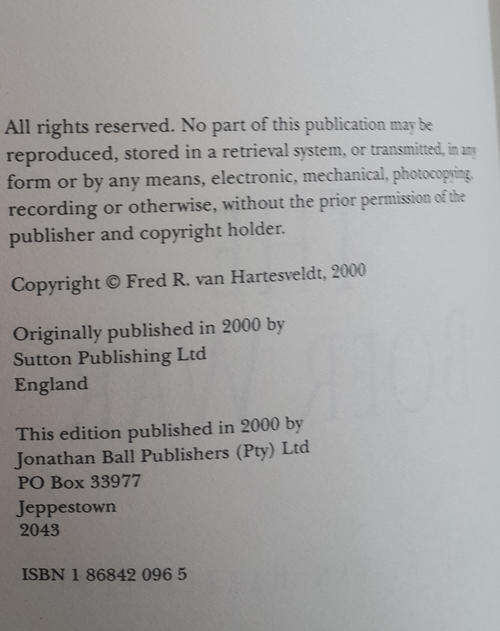 All rights reserved. No part of this publication may be
reproduced, stored in a retrieval system, or transmitted, in any
form or by any means, electronic, mechanical, photocopying,
recording or otherwise, without the prior permission of the
publisher and copyright holder.
Copyright © Fred R. van Hartesveldt, 2000
Originally published in 2000 by
Sutton Publishing Ltd
England
This edition published in 2000 by
Jonathan Ball Publishers (Pty) Ltd
PO Box 33977
Jeppestown
2043
ISBN 1 86842 096 5